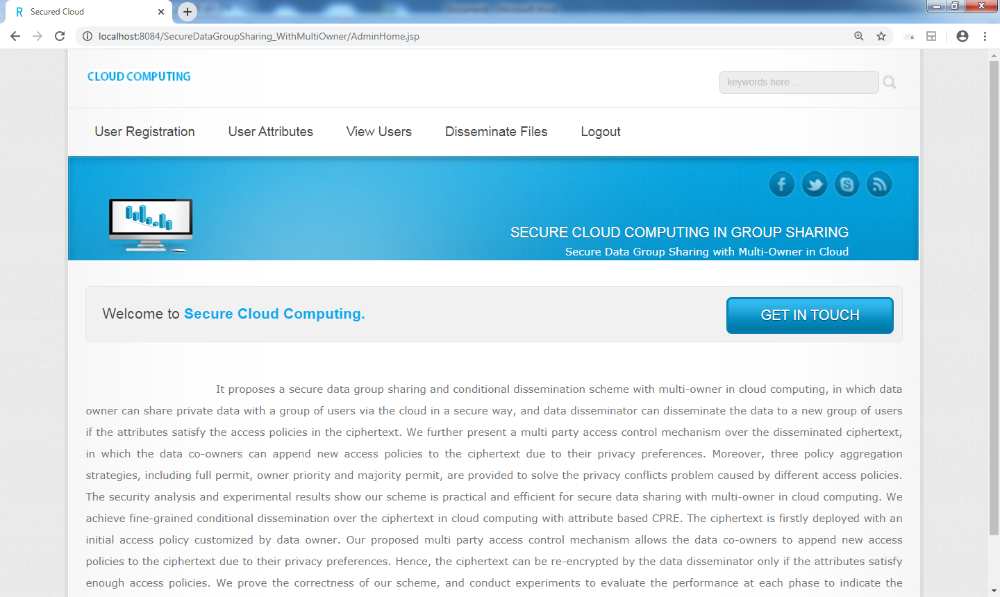 Secured Cloud
localhost:8084/SecureDataGroupSharing_WithMultiOwner/AdminHome.jsp
CLOUD COMPUTING
keywords here ...
User Registration User Attributes View Users Disseminate Files Logout
SECURE CLOUD COMPUTING IN GROUP SHARING
Secure Data Group Sharing with Multi-Owner in Cloud
Welcome to Secure Cloud Computing.
GET IN TOUCH
It proposes a secure data group sharing and conditional dissemination scheme with multi-owner in cloud computing, in which data
owner can share private data with a group of users via the cloud in a secure way, and data disseminator can disseminate the data to a new group of users
if the attributes satisfy the access policies in the ciphertext. We further present a multi party access control mechanism over the disseminated ciphertext,
in which the data co-owners can append new access policies to the ciphertext due to their privacy preferences. Moreover, three policy aggregation
strategies, including full permit, owner priority and majority permit, are provided to solve the privacy conflicts problem caused by different access policies.
The security analysis and experimental results show our scheme is practical and efficient for secure data sharing with multi-owner in cloud computing. We
achieve fine-grained conditional dissemination over the ciphertext in cloud computing with attribute based CPRE. The ciphertext is firstly deployed with an
initial access policy customized by data owner. Our proposed multi party access control mechanism allows the data co-owners to append new access
policies to the ciphertext due to their privacy preferences. Hence, the ciphertext can be re-encrypted by the data disseminator only if the attributes satisfy
enough access policies. We prove the correctness of our scheme, and conduct experiments to evaluate the performance at each phase to indicate the